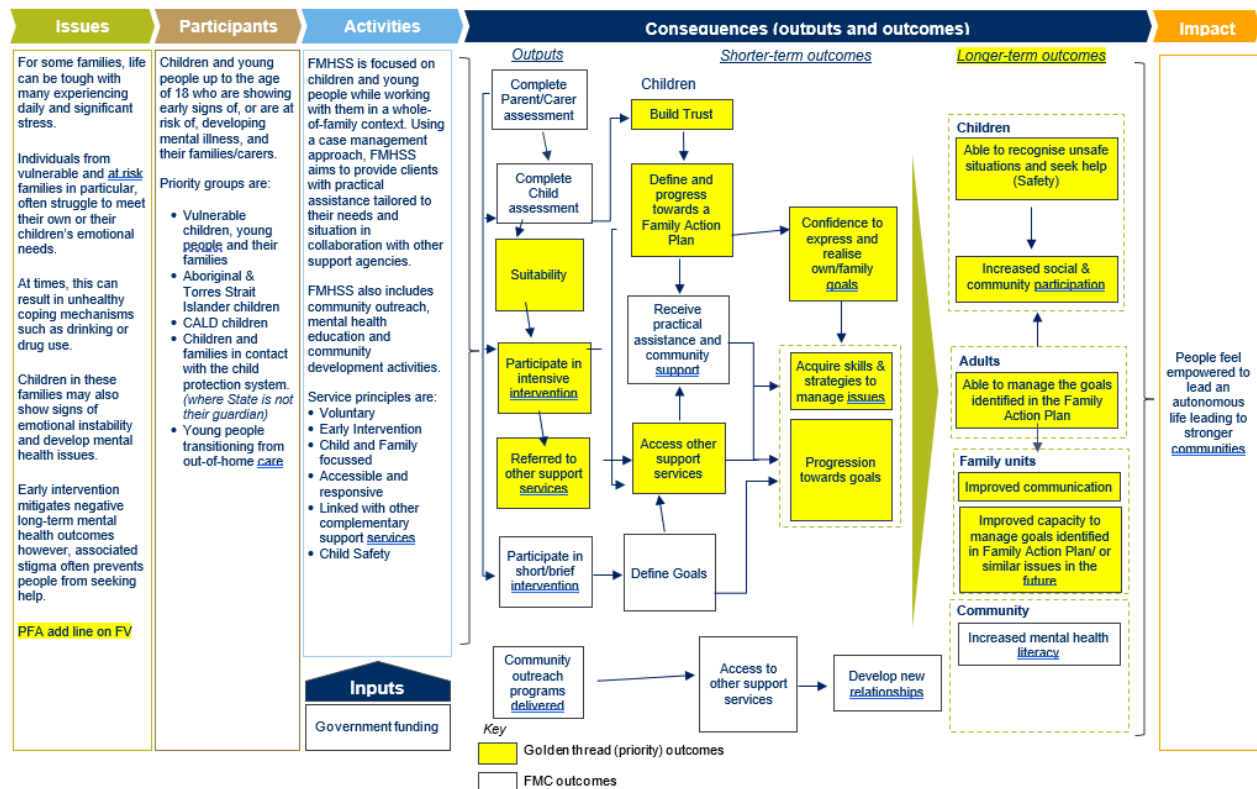 Issues
Participants
Activities
Consequences (outputs and outcomes)
Impact
For some families, life
can be tough with
many experiencing
daily and significant
stress.
Individuals from
vulnerable and at risk
families in particular,
often struggle to meet
their own or their
children's emotional
needs.
At times, this can
result in unhealthy
coping mechanisms
such as drinking or
drug use.
Children in these
families may also
show signs of
emotional instability
and develop mental
health issues.
Early intervention
mitigates negative
long-term mental
health outcomes
however, associated
stigma often prevents
people from seeking
help.
PFA add line on FV
Children and young
people up to the age
of 18 who are showing
early signs of, or are at
risk of, developing
mental illness, and
their families/carers.
Priority groups are:
• Vulnerable
children, young
people and their
families
• Aboriginal &
Torres Strait
Islander children
• CALD children
• Children and
families in contact
with the child
protection system.
(where State is not
their guardian)
• Young people
transitioning from
out-of-home care
FMHSS is focused on
children and young
people while working
with them in a whole-
of-family context. Using
a case management
approach, FMHSS
aims to provide clients
with practical
assistance tailored to
their needs and
situation in
collaboration with other
support agencies.
FMHSS also includes
community outreach,
mental health
education and
community
development activities.
Service principles are:
• Voluntary
• Early Intervention
• Child and Family
focussed
• Accessible and
responsive
• Linked with other
complementary
support services
• Child Safety
Inputs
Government funding
Outputs
Complete
Parent/Carer
assessment
Complete
Child
assessment
Suitability
Participate in
intensive
intervention
Referred to
other support
services
Participate in
short/brief
intervention
Community
outreach
programs
delivered
Shorter-term outcomes
Children
Build Trust
Define and
progress
towards a
Family Action
Plan
Receive
practical
assistance and
community
support
Access other
support
services
Define Goals
Access to
other support
services
Confidence to
express and
realise
own/family
goals
Acquire skills &
strategies to
manage issues
Progression
towards goals
Develop new
relationships
Longer-term outcomes
Children
Able to recognise unsafe
situations and seek help
(Safety)
Increased social &
community participation
Adults
Able to manage the goals
identified in the Family
Action Plan
Family units
Improved communication
Improved capacity to
manage goals identified
in Family Action Plan/ or
similar issues in the
future
Community
Increased mental health
literacy
People feel
empowered to
lead an
autonomous
life leading to
stronger
communities
Key
Golden thread (priority) outcomes
FMC outcomes